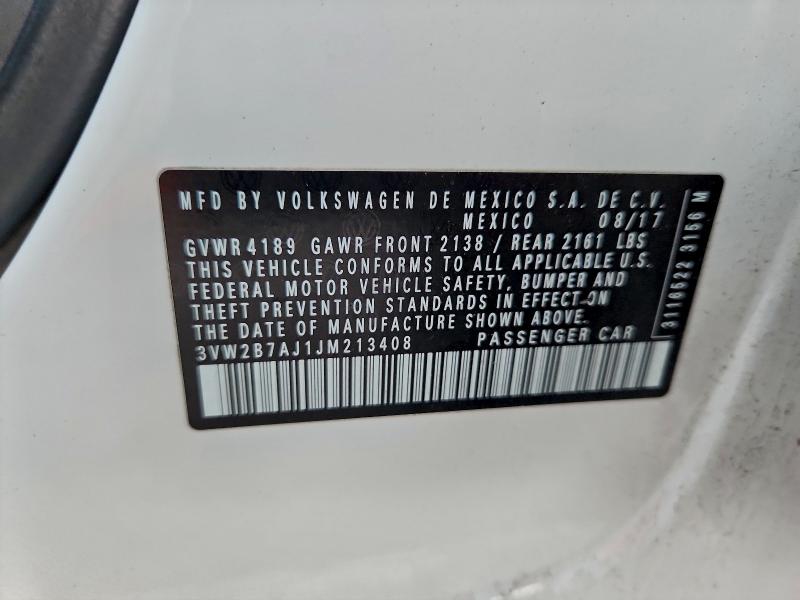 MFD BY VOLKSWAGEN DE MEXICO S.A. DE C.V.
MEXICO 08/17
GVWR 4189 GAWR FRONT 2138 / REAR 2161 LBS
THIS VEHICLE CONFORMS TO ALL APPLICABLE U.S.
FEDERAL MOTOR VEHICLE SAFETY, BUMPER AND
THEFT PREVENTION STANDARDS IN EFFECT ON
THE DATE OF MANUFACTURE SHOWN ABOVE.
3VW2B7AJ1JM213408 PASSENGER CAR
3118522 3156 M